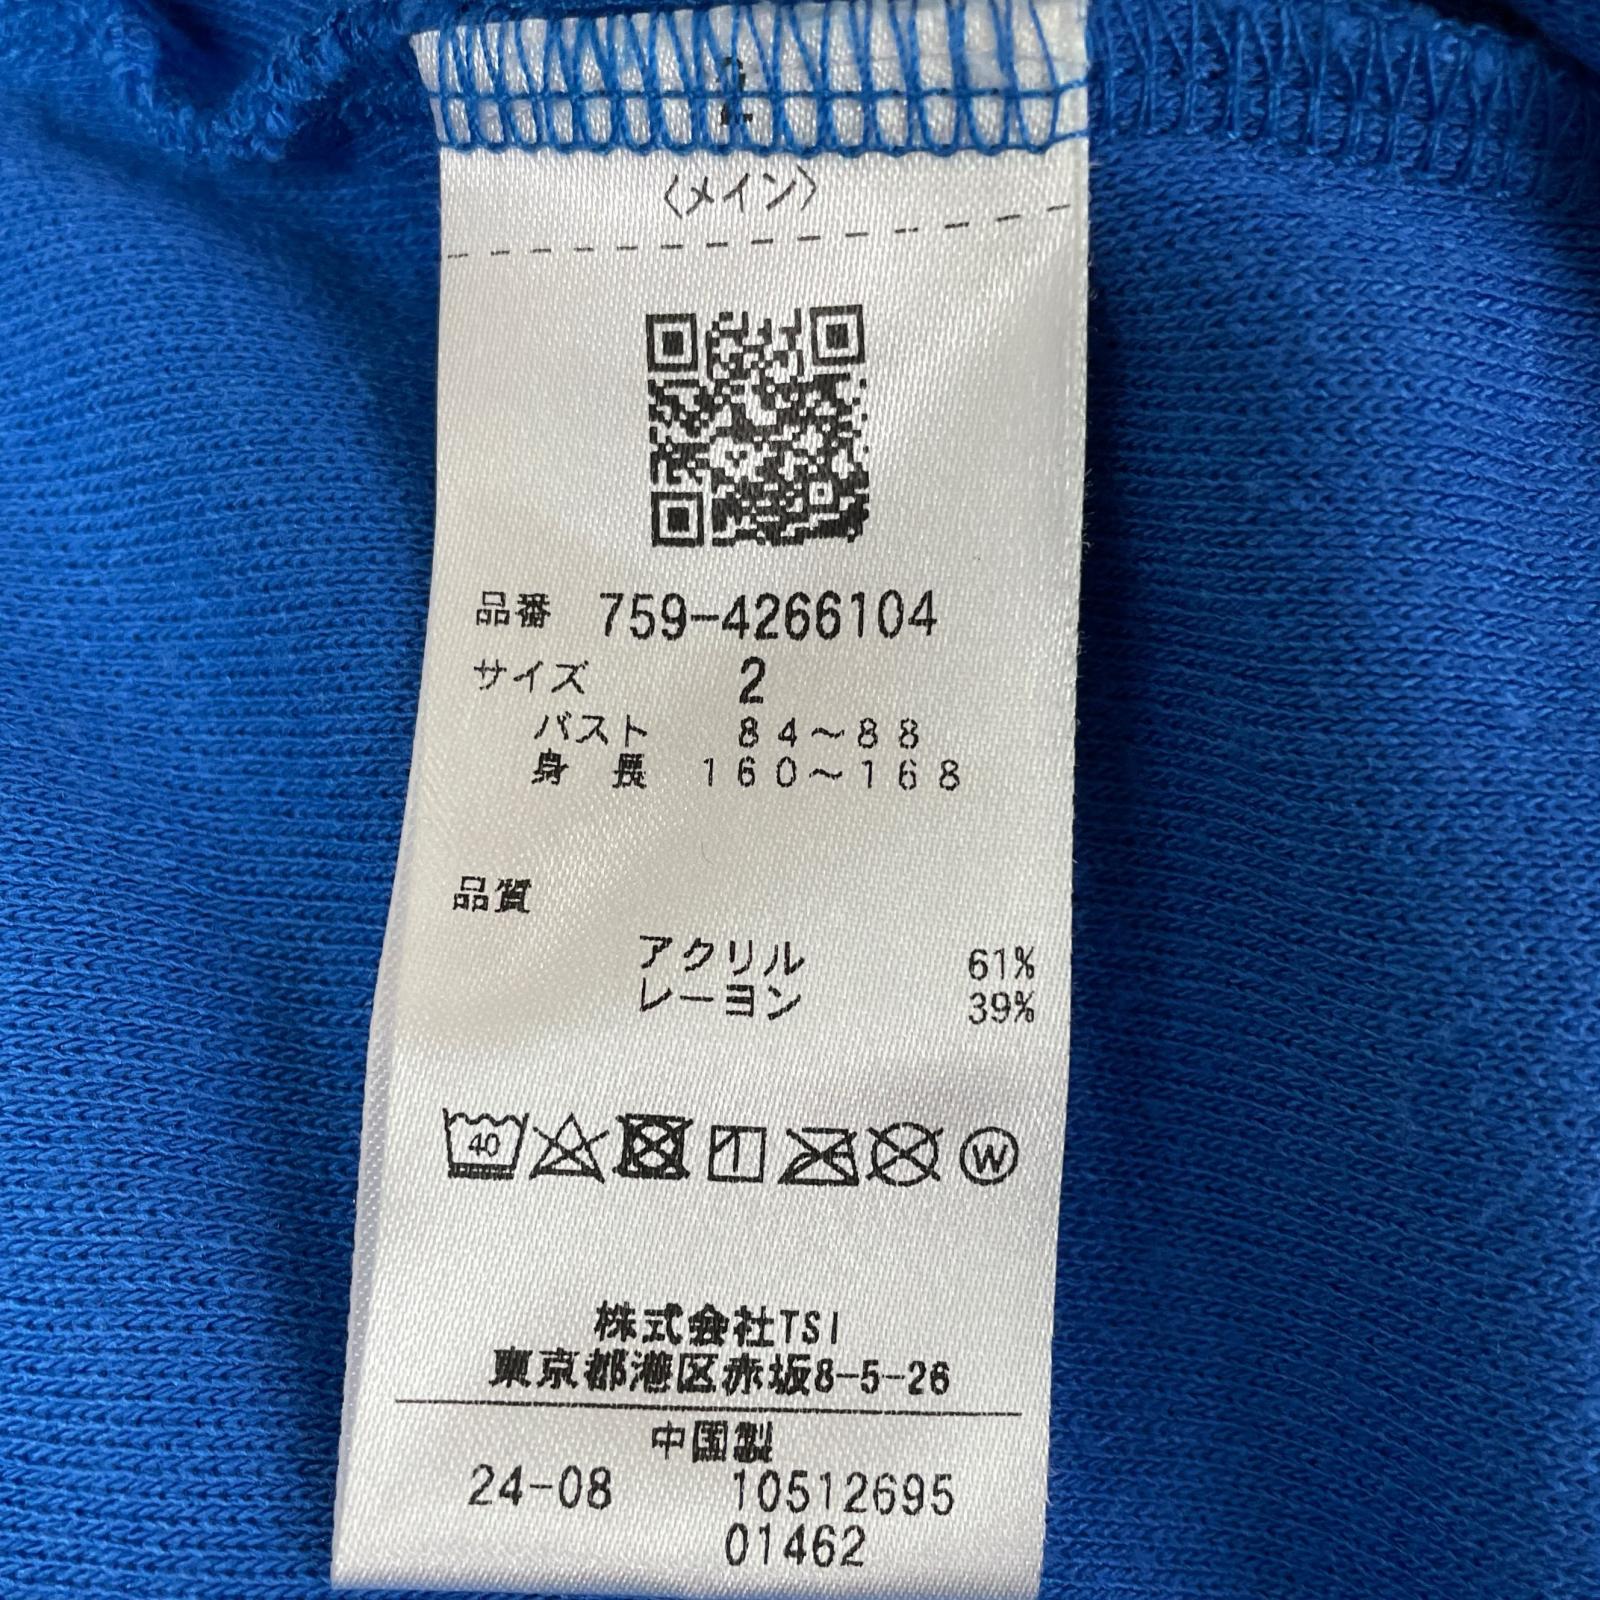 2
〈メイン〉
品番 759-4266104
サイズ 2
バスト 84～88
身長 160～168
品質
アクリル 61%
レーヨン 39%
40
W
株式会社TSI
東京都港区赤坂8-5-26
中国製
24-08 10512695
01462